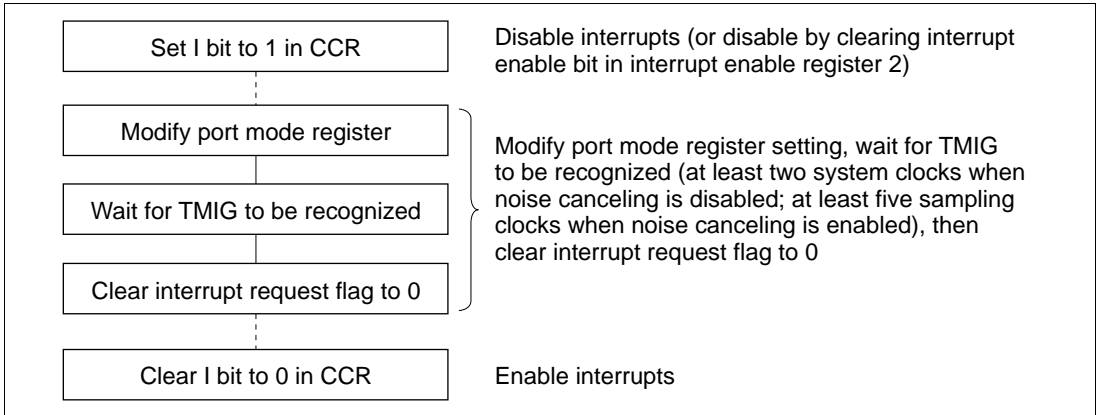 Set I bit to 1 in CCR
Disable interrupts (or disable by clearing interrupt
enable bit in interrupt enable register 2)
Modify port mode register
Wait for TMIG to be recognized
Clear interrupt request flag to 0
Modify port mode register setting, wait for TMIG
to be recognized (at least two system clocks when
noise canceling is disabled; at least five sampling
clocks when noise canceling is enabled), then
clear interrupt request flag to 0
Clear I bit to 0 in CCR
Enable interrupts